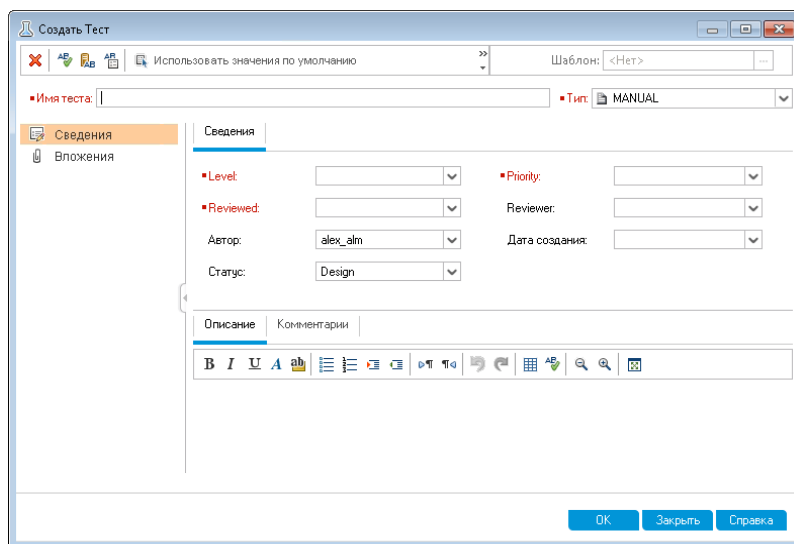 Создать Тест
Использовать значения по умолчанию
Шаблон: <Нет>
Имя теста:
Тип: MANUAL
Сведения
Вложения
Сведения
Level:
Priority:
Reviewed:
Reviewer:
Автор: alex_alm
Дата создания:
Статус: Design
Описание Комментарии
B I U A ab
OK Закрыть Справка